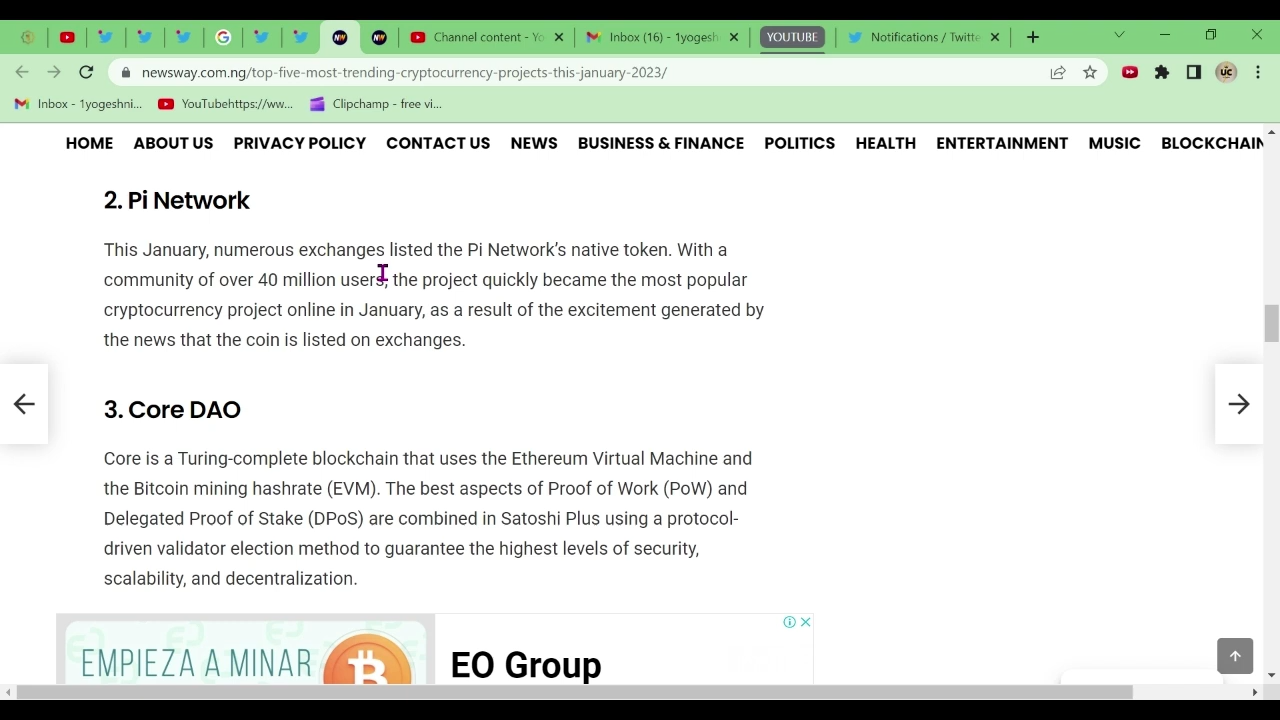 Channel content - Yo
Inbox (16) - 1yogesh
YOUTUBE
Notifications / Twitte
newsway.com.ng/top-five-most-trending-cryptocurrency-projects-this-january-2023/
UC
Inbox - 1yogeshni...
YouTubehttps://ww...
Clipchamp - free vi...
HOME ABOUT US PRIVACY POLICY CONTACT US NEWS BUSINESS & FINANCE POLITICS HEALTH ENTERTAINMENT MUSIC BLOCKCHAIN
2. Pi Network
This January, numerous exchanges listed the Pi Network’s native token. With a
community of over 40 million users, the project quickly became the most popular
cryptocurrency project online in January, as a result of the excitement generated by
the news that the coin is listed on exchanges.
3. Core DAO
Core is a Turing-complete blockchain that uses the Ethereum Virtual Machine and
the Bitcoin mining hashrate (EVM). The best aspects of Proof of Work (PoW) and
Delegated Proof of Stake (DPoS) are combined in Satoshi Plus using a protocol-
driven validator election method to guarantee the highest levels of security,
scalability, and decentralization.
EMPIEZA A MINAR
EO Group